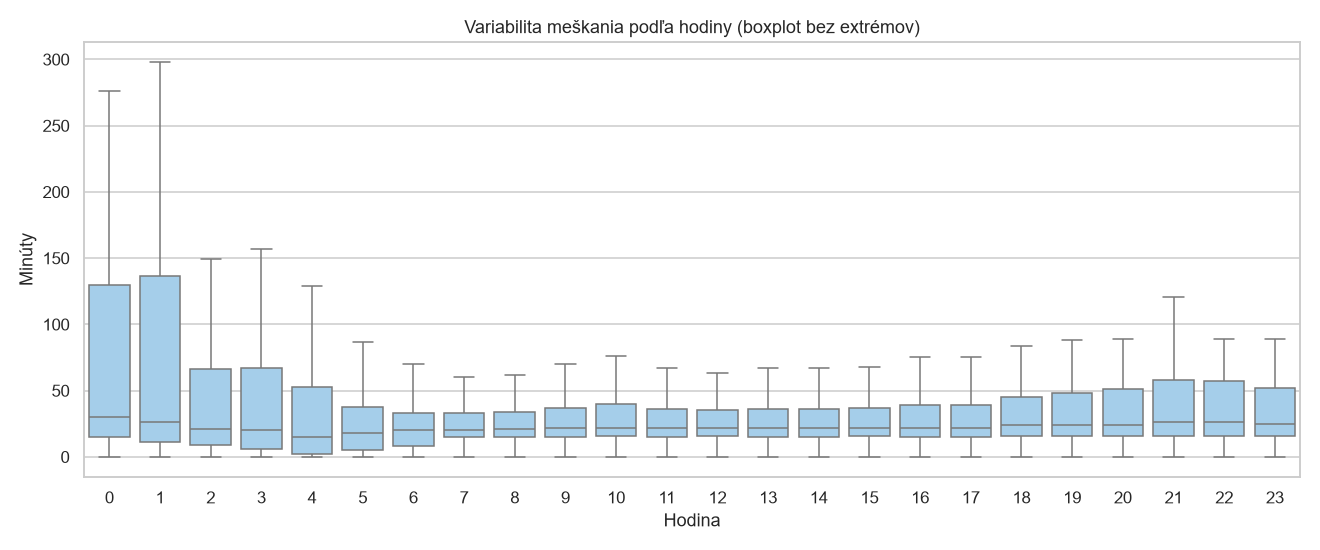 Variabilita meškania podľa hodiny (boxplot bez extrémov)
300
250
200
150
100
50
0
Minúty
0 1 2 3 4 5 6 7 8 9 10 11 12 13 14 15 16 17 18 19 20 21 22 23
Hodina